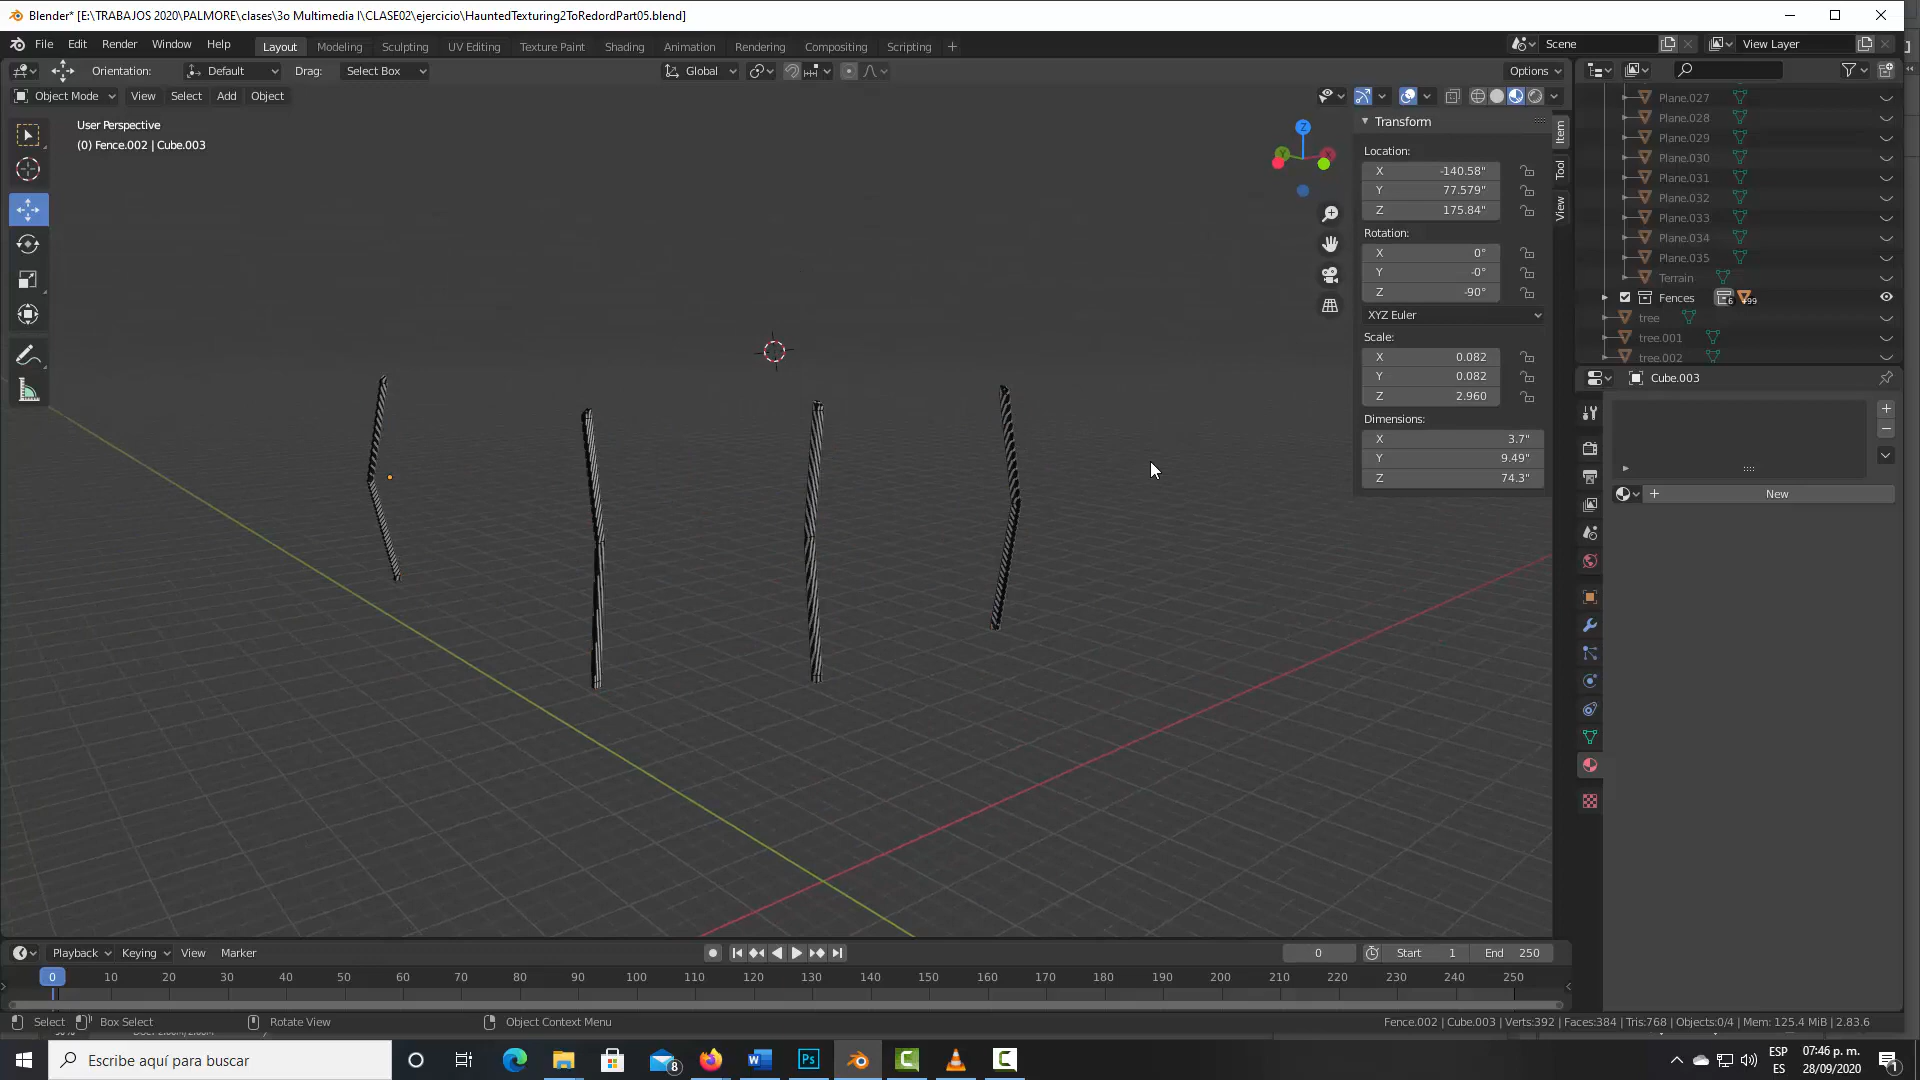 Blender* [E:\TRABAJOS 2020\PALMORE\clases\3o Multimedia I\CLASE02\ejercicio\HauntedTexturing2ToRedordPart05.blend]
File Edit Render Window Help Layout Modeling Sculpting UV Editing Texture Paint Shading Animation Rendering Compositing Scripting + Scene View Layer
Orientation: Default Drag: Select Box Global Options
Object Mode View Select Add Object
User Perspective
(0) Fence.002 | Cube.003
Z
Y
X
Transform
Location:
X -140.58"
Y 77.579"
Z 175.84"
Rotation:
X 0°
Y -0°
Z -90°
XYZ Euler
Scale:
X 0.082
Y 0.082
Z 2.960
Dimensions:
X 3.7"
Y 9.49"
Z 74.3"
Item
Tool
View
Plane.027
Plane.028
Plane.029
Plane.030
Plane.031
Plane.032
Plane.033
Plane.034
Plane.035
Terrain
Fences 6 +99
tree
tree.001
tree.002
Cube.003
New
Playback Keying View Marker 0 Start 1 End 250
0 10 20 30 40 50 60 70 80 90 100 110 120 130 140 150 160 170 180 190 200 210 220 230 240 250
Select Box Select Rotate View Object Context Menu Fence.002 | Cube.003 | Verts:392 | Faces:384 | Tris:768 | Objects:0/4 | Mem: 125.4 MiB | 2.83.6
Escribe aquí para buscar 8 ESP 07:46 p. m.
ES 28/09/2020 1